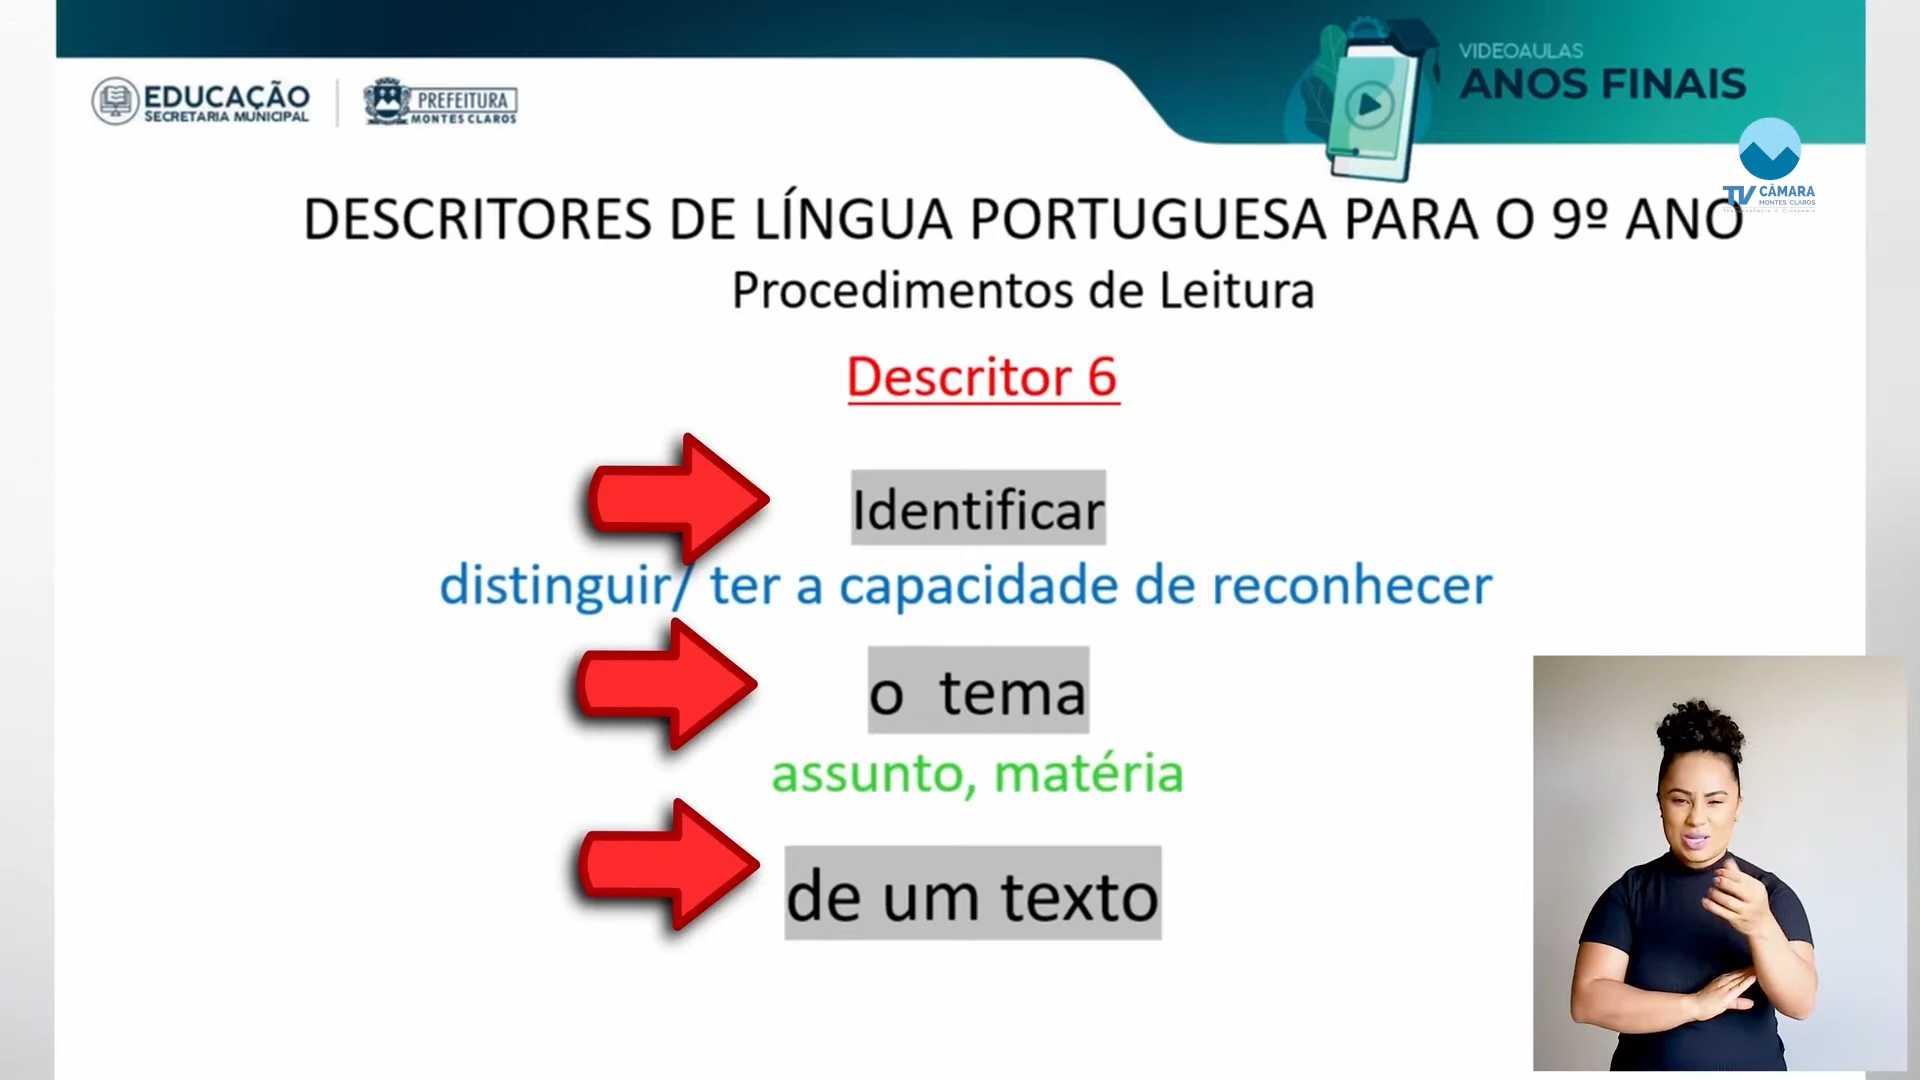 VIDEOAULAS
ANOS FINAIS
EDUCAÇÃO
SECRETARIA MUNICIPAL
PREFEITURA
MONTES CLAROS
TV CÂMARA
MONTES CLAROS
DESCRITORES DE LÍNGUA PORTUGUESA PARA O 9º ANO
Procedimentos de Leitura
Descritor 6
Identificar
distinguir/ ter a capacidade de reconhecer
o tema
assunto, matéria
de um texto